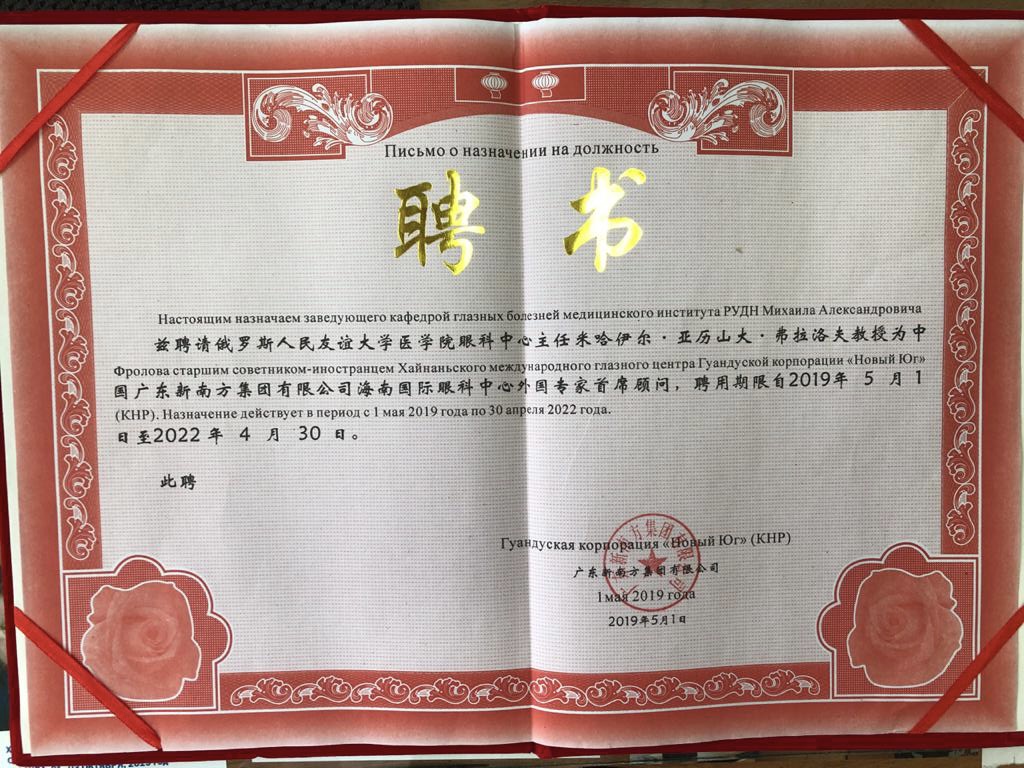 Письмо о назначении на должность
聘 书
Настоящим назначаем заведующего кафедрой глазных болезней медицинского института РУДН Михаила Александровича
兹聘请俄罗斯人民友谊大学医学院眼科中心主任米哈伊尔·亚历山大·弗拉洛夫教授为中
Фролова старшим советником-иностранцем Хайнаньского международного глазного центра Гуандуской корпорации «Новый Юг»
国广东新南方集团有限公司海南国际眼科中心外国专家首席顾问，聘用期限自2019年 5 月 1
(КНР). Назначение действует в период с 1 мая 2019 года по 30 апреля 2022 года.
日至2022 年 4 月 30 日。
此聘
Гуандуская корпорация «Новый Юг» (КНР)
广东新南方集团有限公司
1 мая 2019 года
2019年5月1日